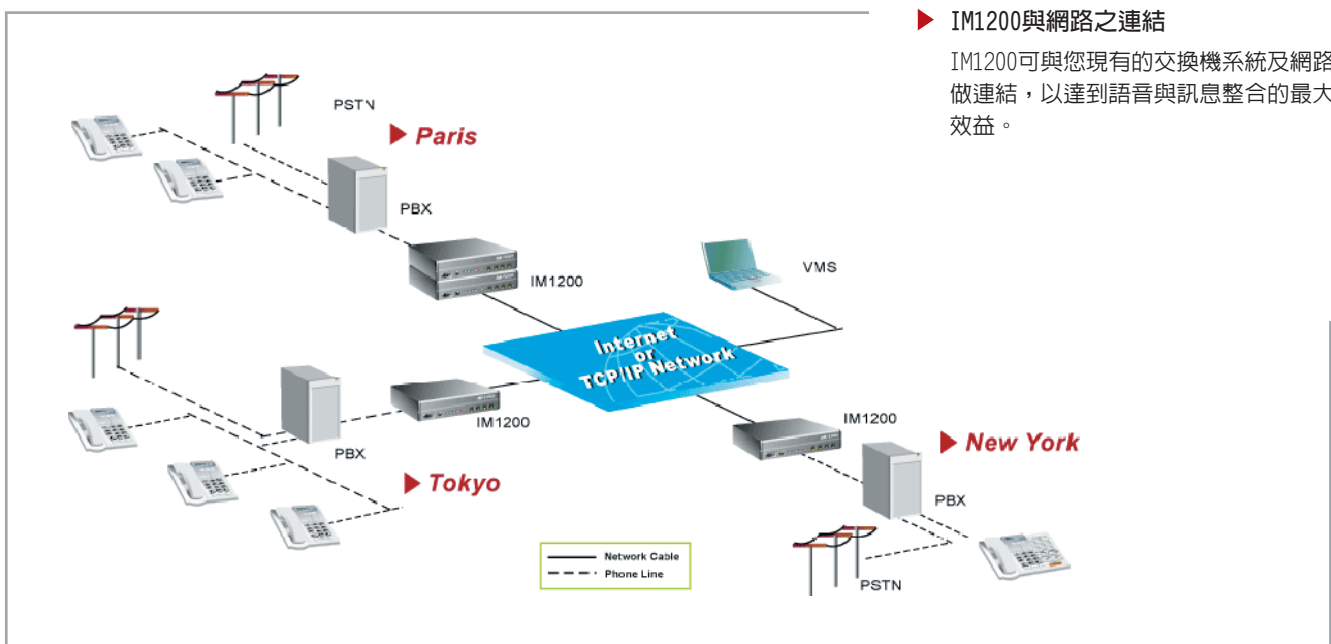 IM1200與網路之連結
IM1200可與您現有的交換機系統及網路
做連結，以達到語音與訊息整合的最大
效益。
PSTN
Paris
PBX
IM1200
VMS
Internet
or
TCP/IP Network
IM1200
PBX
Tokyo
IM1200
New York
PBX
PSTN
Network Cable
Phone Line